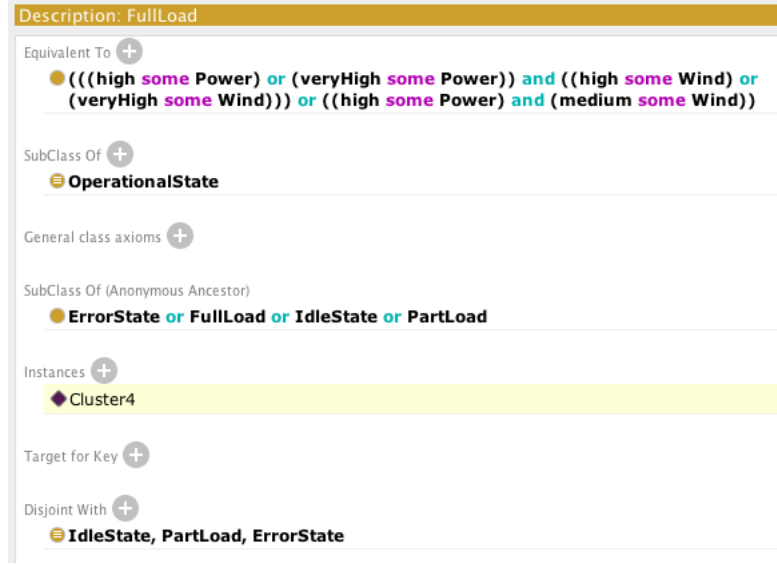 Description: FullLoad
Equivalent To
(((high some Power) or (veryHigh some Power)) and ((high some Wind) or
(veryHigh some Wind))) or ((high some Power) and (medium some Wind))
SubClass Of
OperationalState
General class axioms
SubClass Of (Anonymous Ancestor)
ErrorState or FullLoad or IdleState or PartLoad
Instances
Cluster4
Target for Key
Disjoint With
IdleState, PartLoad, ErrorState